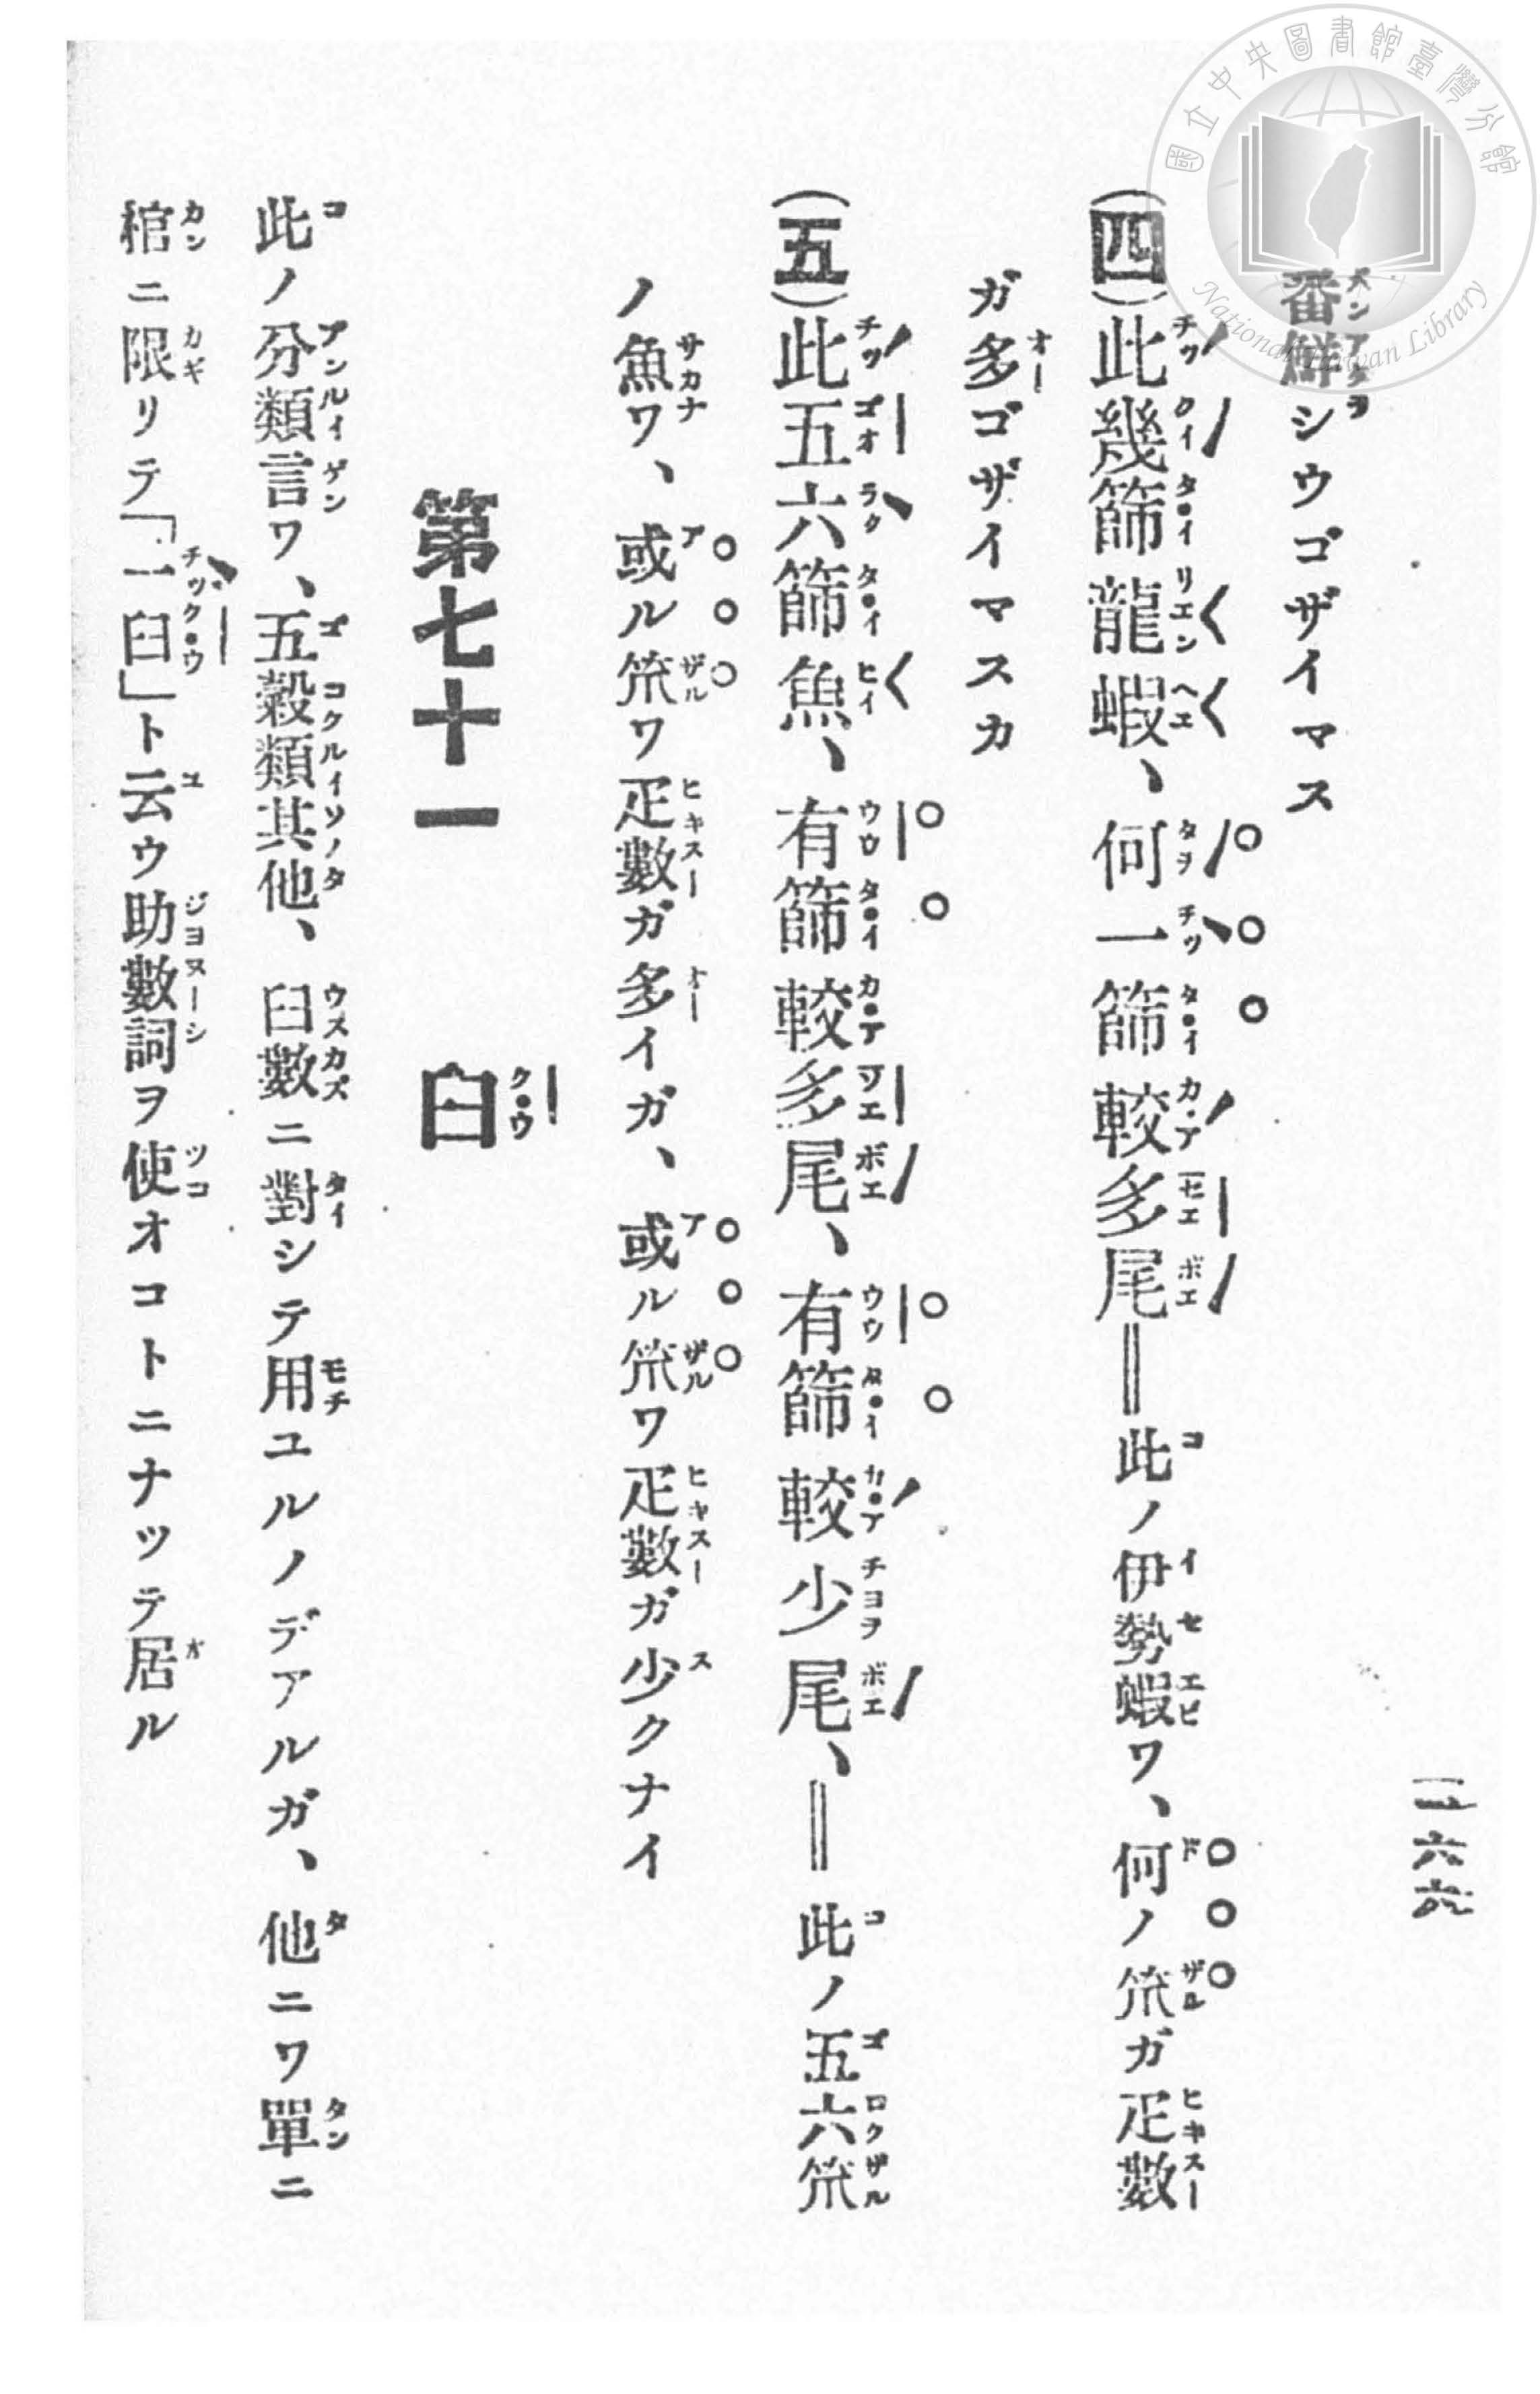 二六六
番鮮シウゴザイマス
(四)此幾篩龍蝦、何一篩較多尾║此ノ伊勢蝦ワ、何ノ笊ガ疋數
ガ多ゴザイマスカ
(五)此五六篩魚、有篩較多尾、有篩較少尾、║此ノ五六笊
ノ魚ワ、或ル笊ワ疋數ガ多イガ、或ル笊ワ疋數ガ少クナイ
第七十一 臼
此ノ分類言ワ、五穀類其他、臼數ニ對シテ用ユルノデアルガ、他ニワ單ニ
棺ニ限リテ「一臼」ト云ウ助數詞ヲ使オコトニナッテ居ル
國立中央圖書館臺灣分館
National Taiwan Library